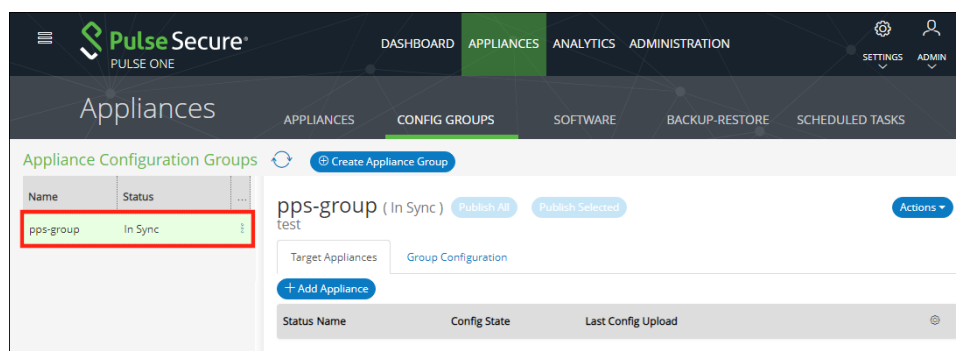 Pulse Secure®
PULSE ONE
DASHBOARD APPLIANCES ANALYTICS ADMINISTRATION
SETTINGS ADMIN
Appliances
APPLIANCES CONFIG GROUPS SOFTWARE BACKUP-RESTORE SCHEDULED TASKS
Appliance Configuration Groups
Create Appliance Group
Name Status ...
pps-group In Sync
pps-group ( In Sync ) Publish All Publish Selected Actions
test
Target Appliances Group Configuration
+ Add Appliance
Status Name Config State Last Config Upload